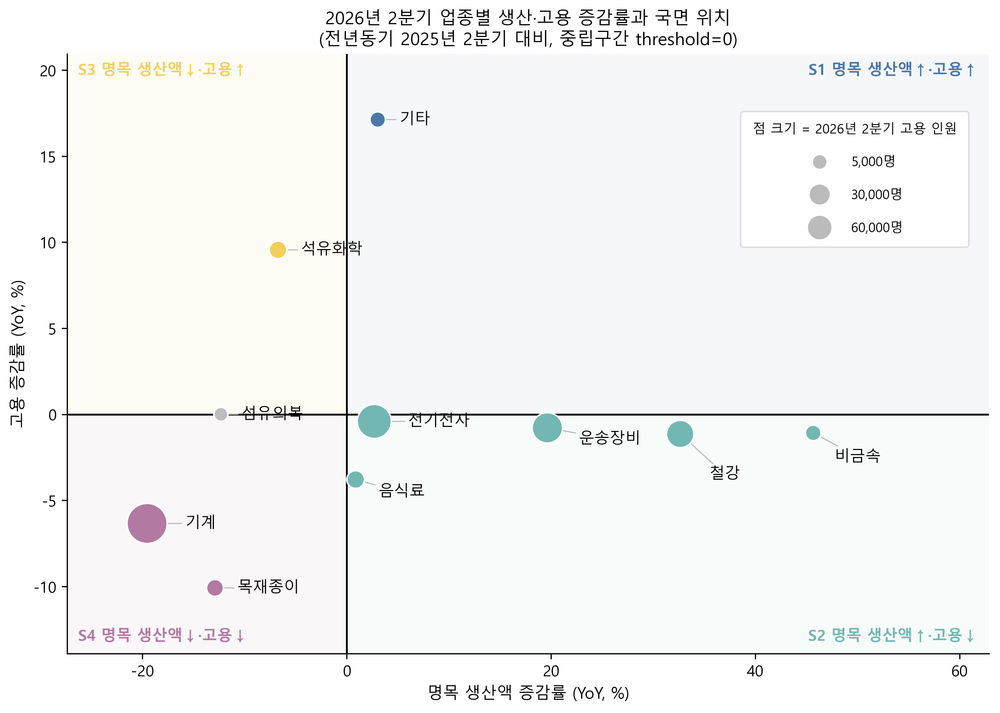 2026년 2분기 업종별 생산·고용 증감률과 국면 위치
(전년동기 2025년 2분기 대비, 중립구간 threshold=0)
S3 명목 생산액↓·고용↑
S1 명목 생산액↑·고용↑
점 크기 = 2026년 2분기 고용 인원
5,000명
30,000명
60,000명
기타
석유화학
섬유의복
전기전자
운송장비
철강
비금속
음식료
기계
목재종이
S4 명목 생산액↓·고용↓
S2 명목 생산액↑·고용↓
고용 증감률 (YoY, %)
20
15
10
5
0
-5
-10
-20
0
20
40
60
명목 생산액 증감률 (YoY, %)